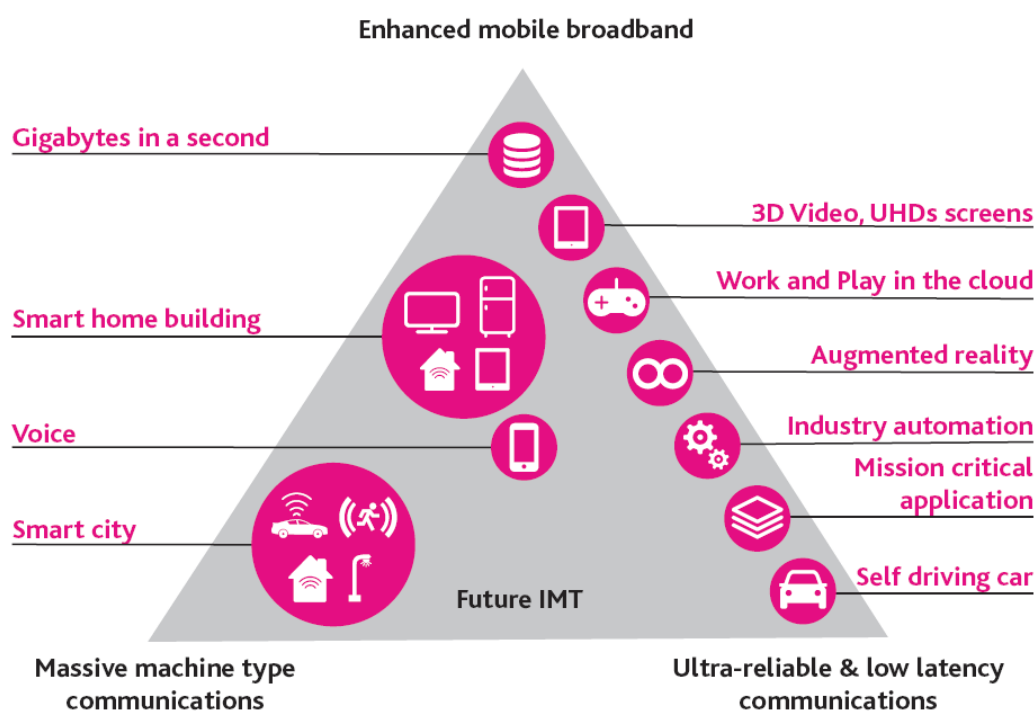 Enhanced mobile broadband
Gigabytes in a second
3D Video, UHDs screens
Work and Play in the cloud
Smart home building
Augmented reality
Voice
Industry automation
Mission critical
application
Smart city
Self driving car
Future IMT
Massive machine type
communications
Ultra-reliable & low latency
communications